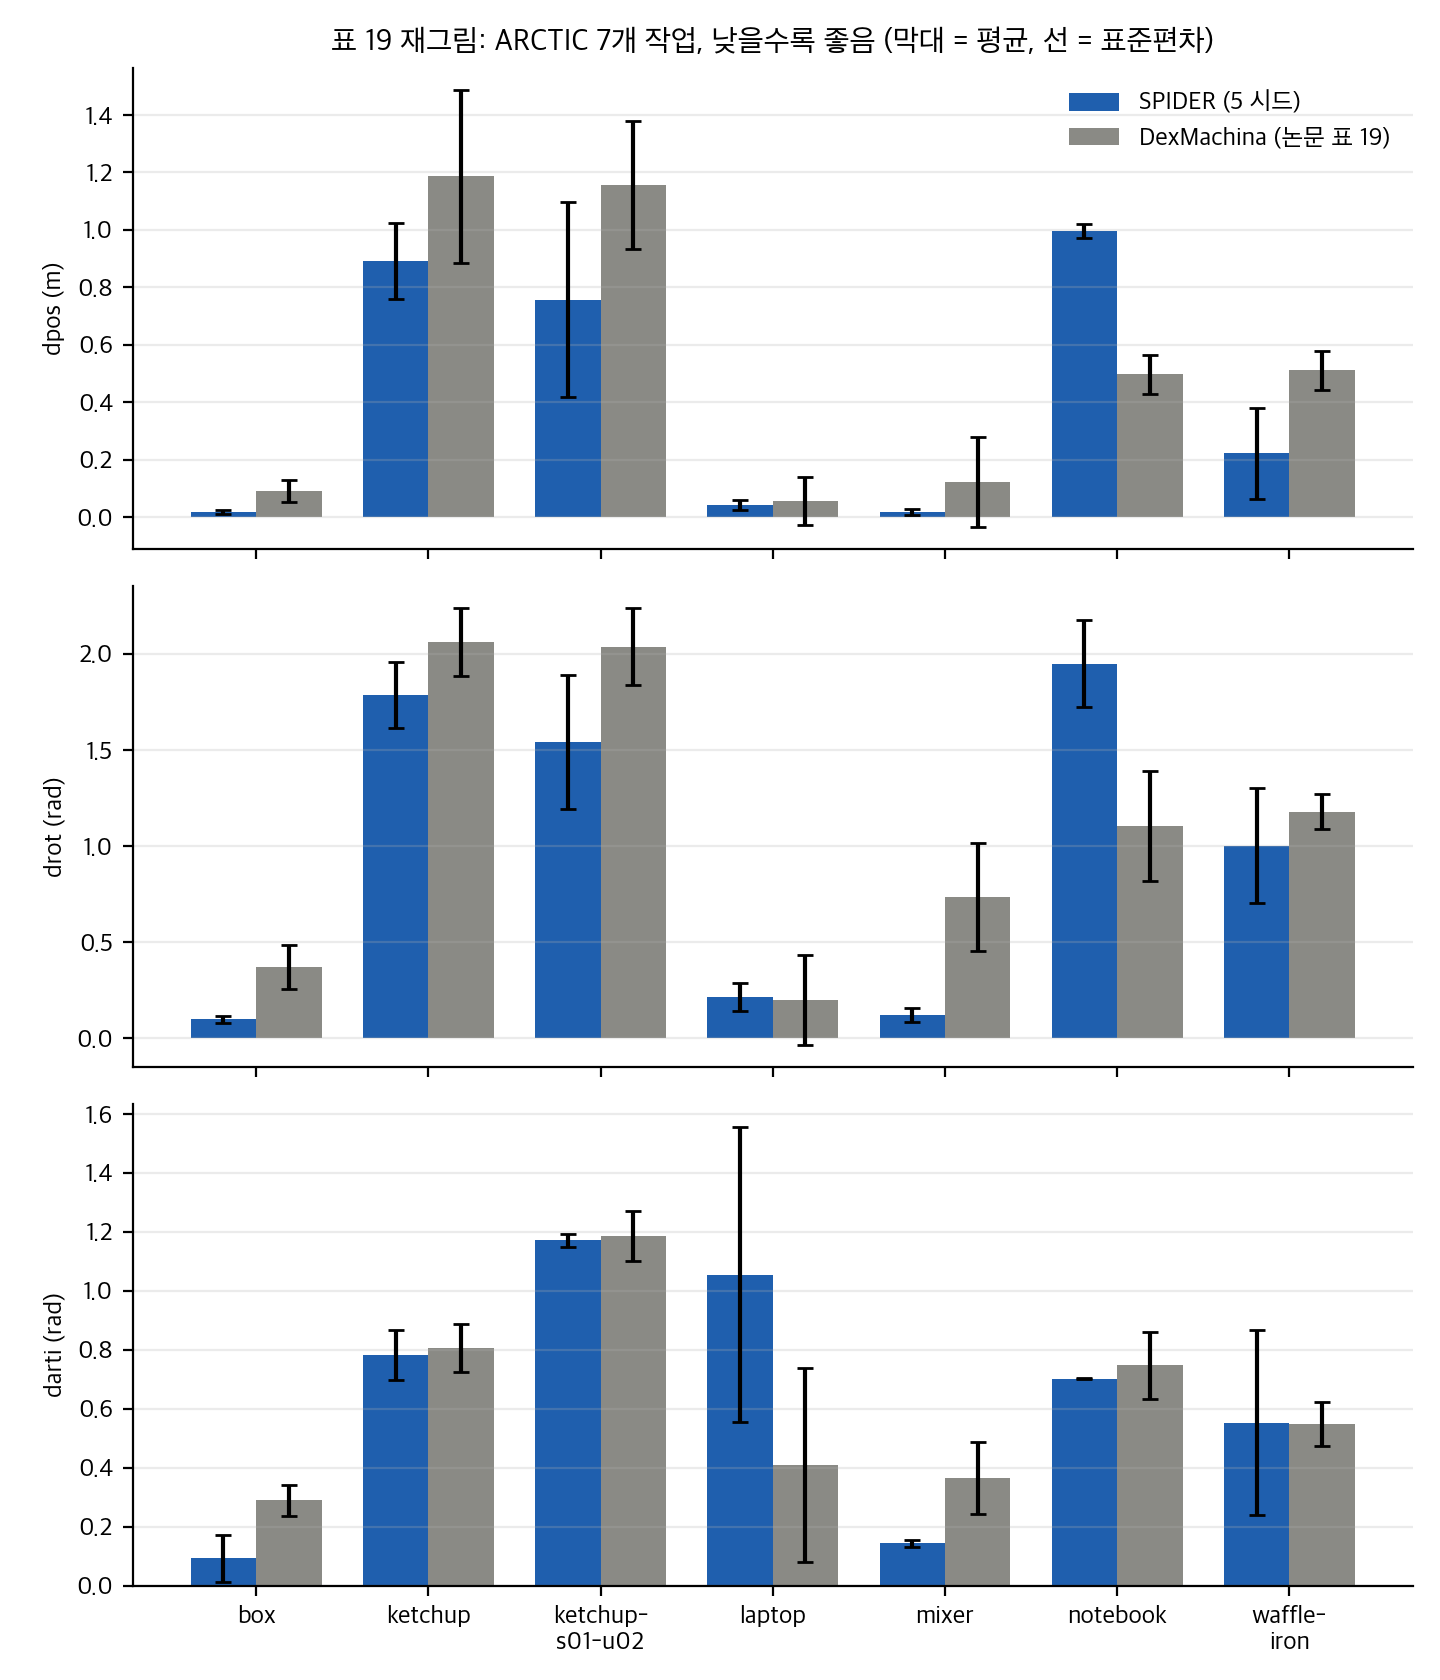 표 19 재그림: ARCTIC 7개 작업, 낮을수록 좋음 (막대 = 평균, 선 = 표준편차)
SPIDER (5 시드)
DexMachina (논문 표 19)
dpos (m)
1.4
1.2
1.0
0.8
0.6
0.4
0.2
0.0
drot (rad)
2.0
1.5
1.0
0.5
0.0
darti (rad)
1.6
1.4
1.2
1.0
0.8
0.6
0.4
0.2
0.0
box
ketchup
ketchup-
s01-u02
laptop
mixer
notebook
waffle-
iron